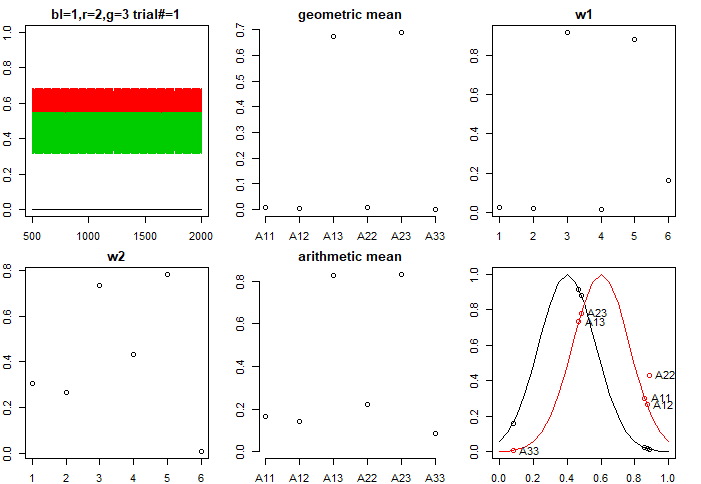 bl=1,r=2,g=3 trial#=1
geometric mean
w1
1.0
0.8
0.6
0.4
0.2
0.0
500
1000
1500
2000
0.7
0.6
0.5
0.4
0.3
0.2
0.1
0.0
A11
A12
A13
A22
A23
A33
0.8
0.6
0.4
0.2
0.0
1
2
3
4
5
6
w2
arithmetic mean
0.8
0.6
0.4
0.2
0.0
1
2
3
4
5
6
0.8
0.6
0.4
0.2
0.0
A11
A12
A13
A22
A23
A33
1.0
0.8
0.6
0.4
0.2
0.0
A23
A13
A22
A11
A12
A33
0.0
0.2
0.4
0.6
0.8
1.0